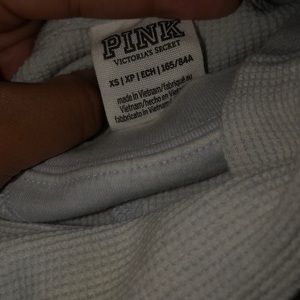 PINK
VICTORIA'S SECRET
XS | XP | ECH | 165/84A
made in Vietnam/fabriqué au
Vietnam/hecho en Vietnam/
fabbricato in Vietnam